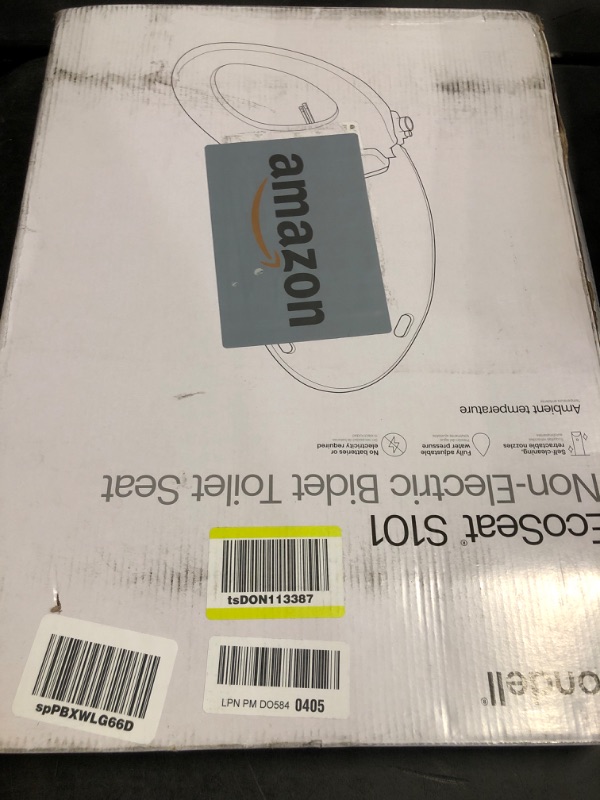 amazon
ondell®
EcoSeat® S101
Non-Electric Bidet Toilet Seat
Self-cleaning, retractable nozzles
Fully adjustable water pressure
No batteries or electricity required
Ambient temperature
tsDON113387
LPN PM DO584 0405
spPBXWLG66D